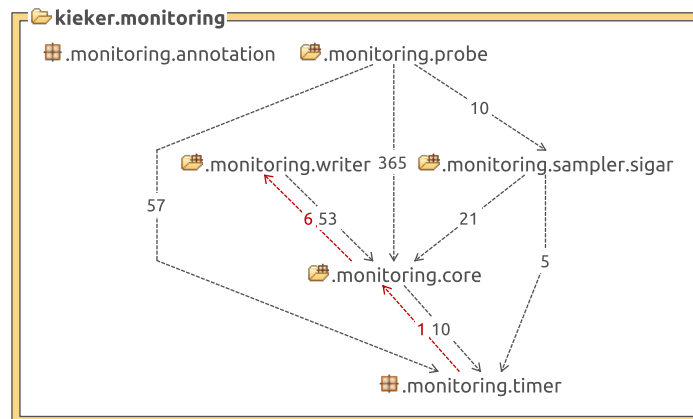 kieker.monitoring
.monitoring.annotation
.monitoring.probe
10
.monitoring.writer
365
.monitoring.sampler.sigar
57
6
53
21
.monitoring.core
5
1
10
.monitoring.timer